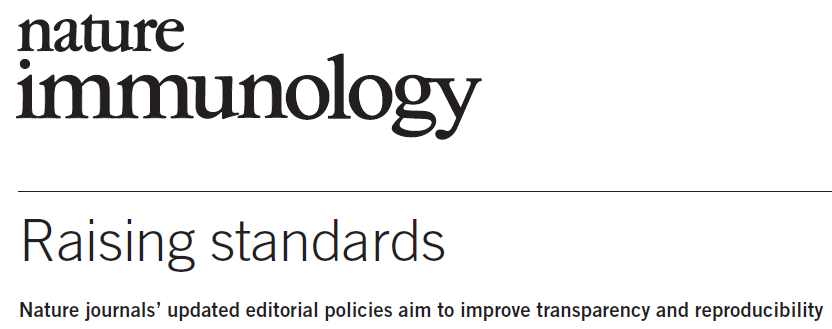 nature
immunology
Raising standards
Nature journals’ updated editorial policies aim to improve transparency and reproducibility